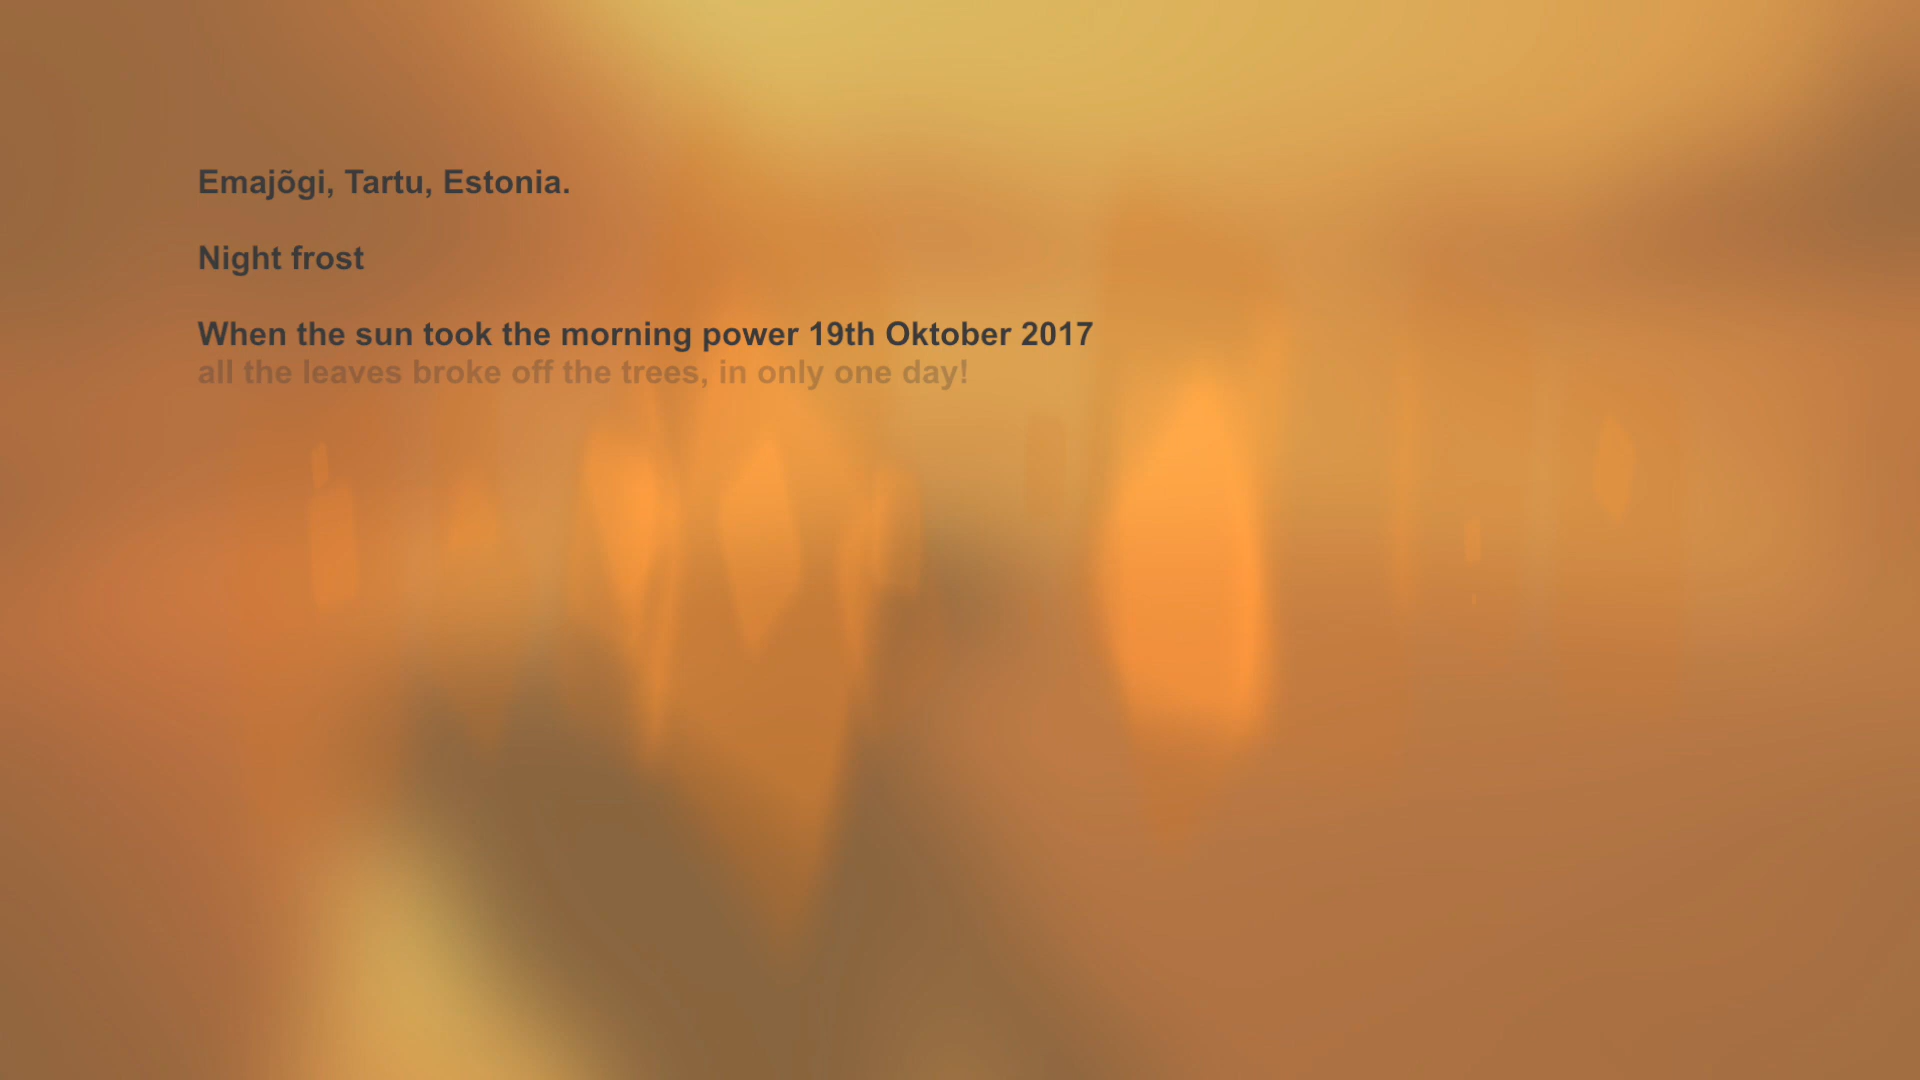 Emajõgi, Tartu, Estonia.
Night frost
When the sun took the morning power 19th Oktober 2017
all the leaves broke off the trees, in only one day!